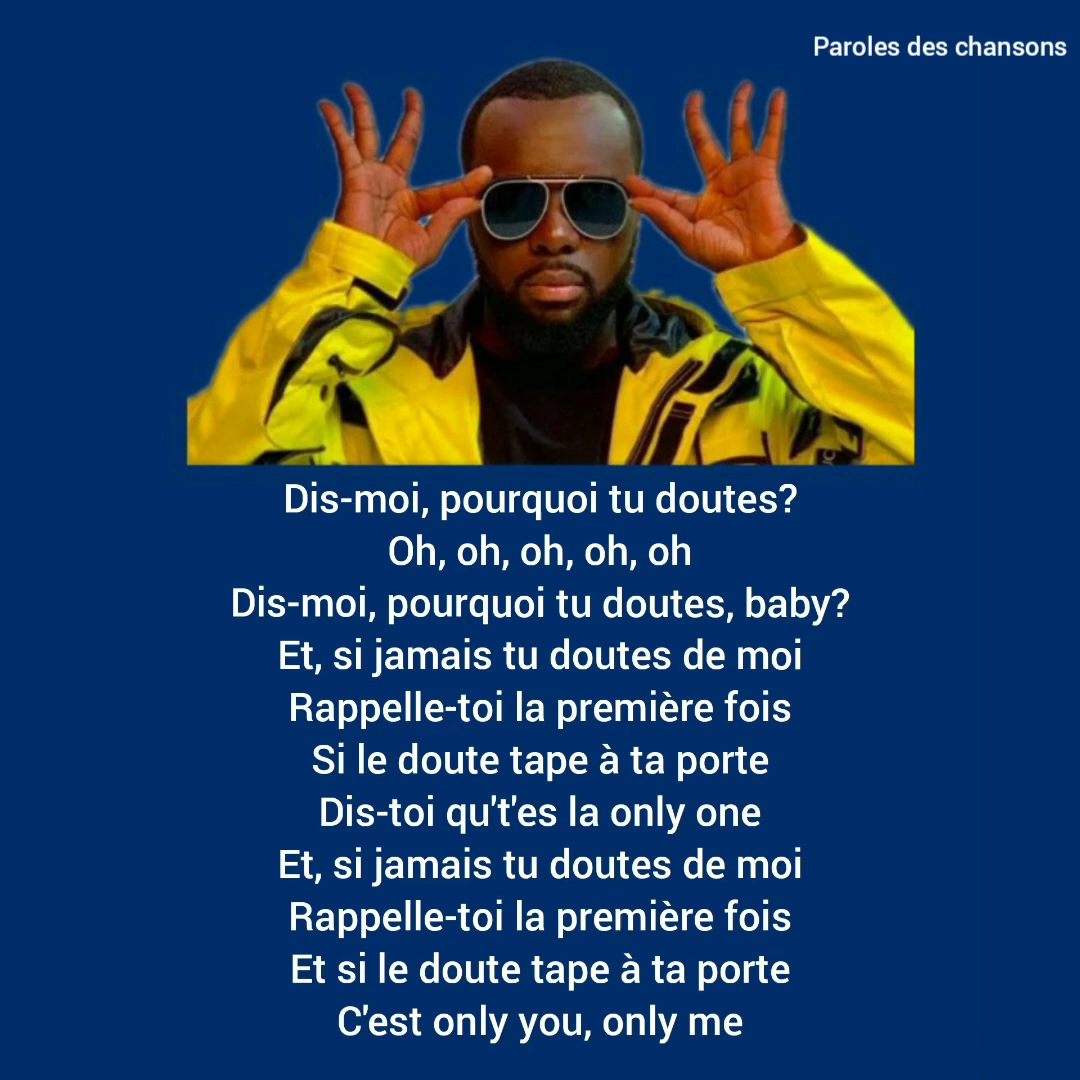 Paroles des chansons
Dis-moi, pourquoi tu doutes?
Oh, oh, oh, oh, oh
Dis-moi, pourquoi tu doutes, baby?
Et, si jamais tu doutes de moi
Rappelle-toi la première fois
Si le doute tape à ta porte
Dis-toi qu't'es la only one
Et, si jamais tu doutes de moi
Rappelle-toi la première fois
Et si le doute tape à ta porte
C'est only you, only me